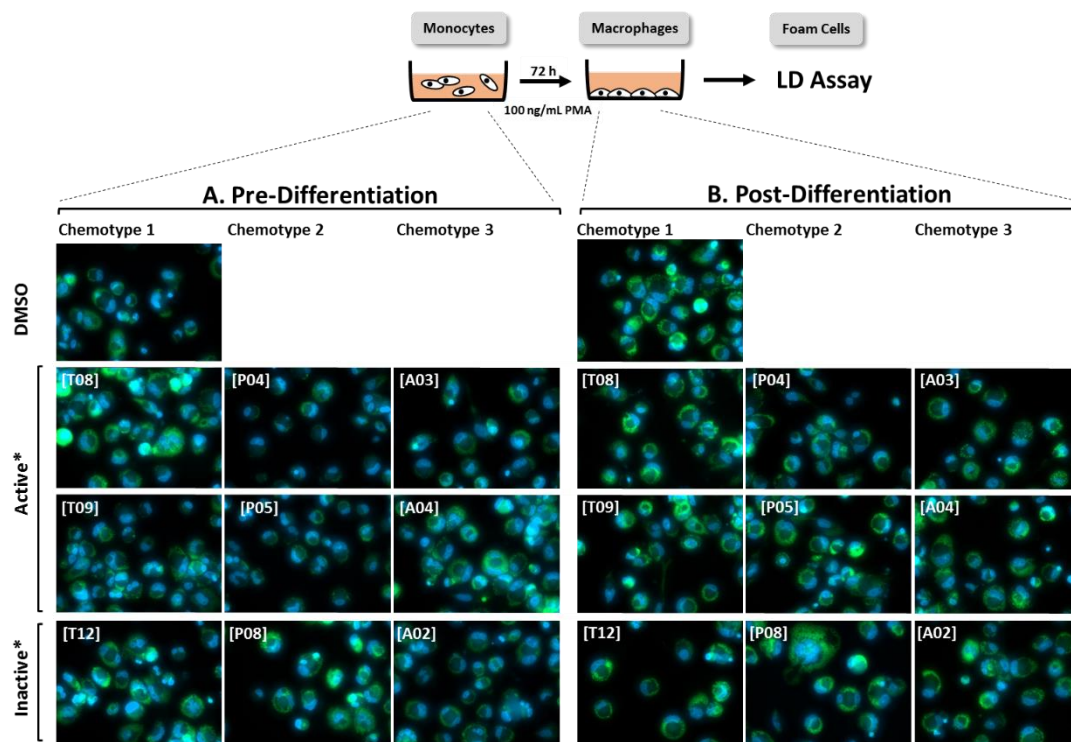 Monocytes
Macrophages
Foam Cells
72 h
100 ng/mL PMA
LD Assay
A. Pre-Differentiation
B. Post-Differentiation
Chemotype 1
Chemotype 2
Chemotype 3
Chemotype 1
Chemotype 2
Chemotype 3
DMSO
Active*
[T08]
[P04]
[A03]
[T08]
[P04]
[A03]
[T09]
[P05]
[A04]
[T09]
[P05]
[A04]
Inactive*
[T12]
[P08]
[A02]
[T12]
[P08]
[A02]